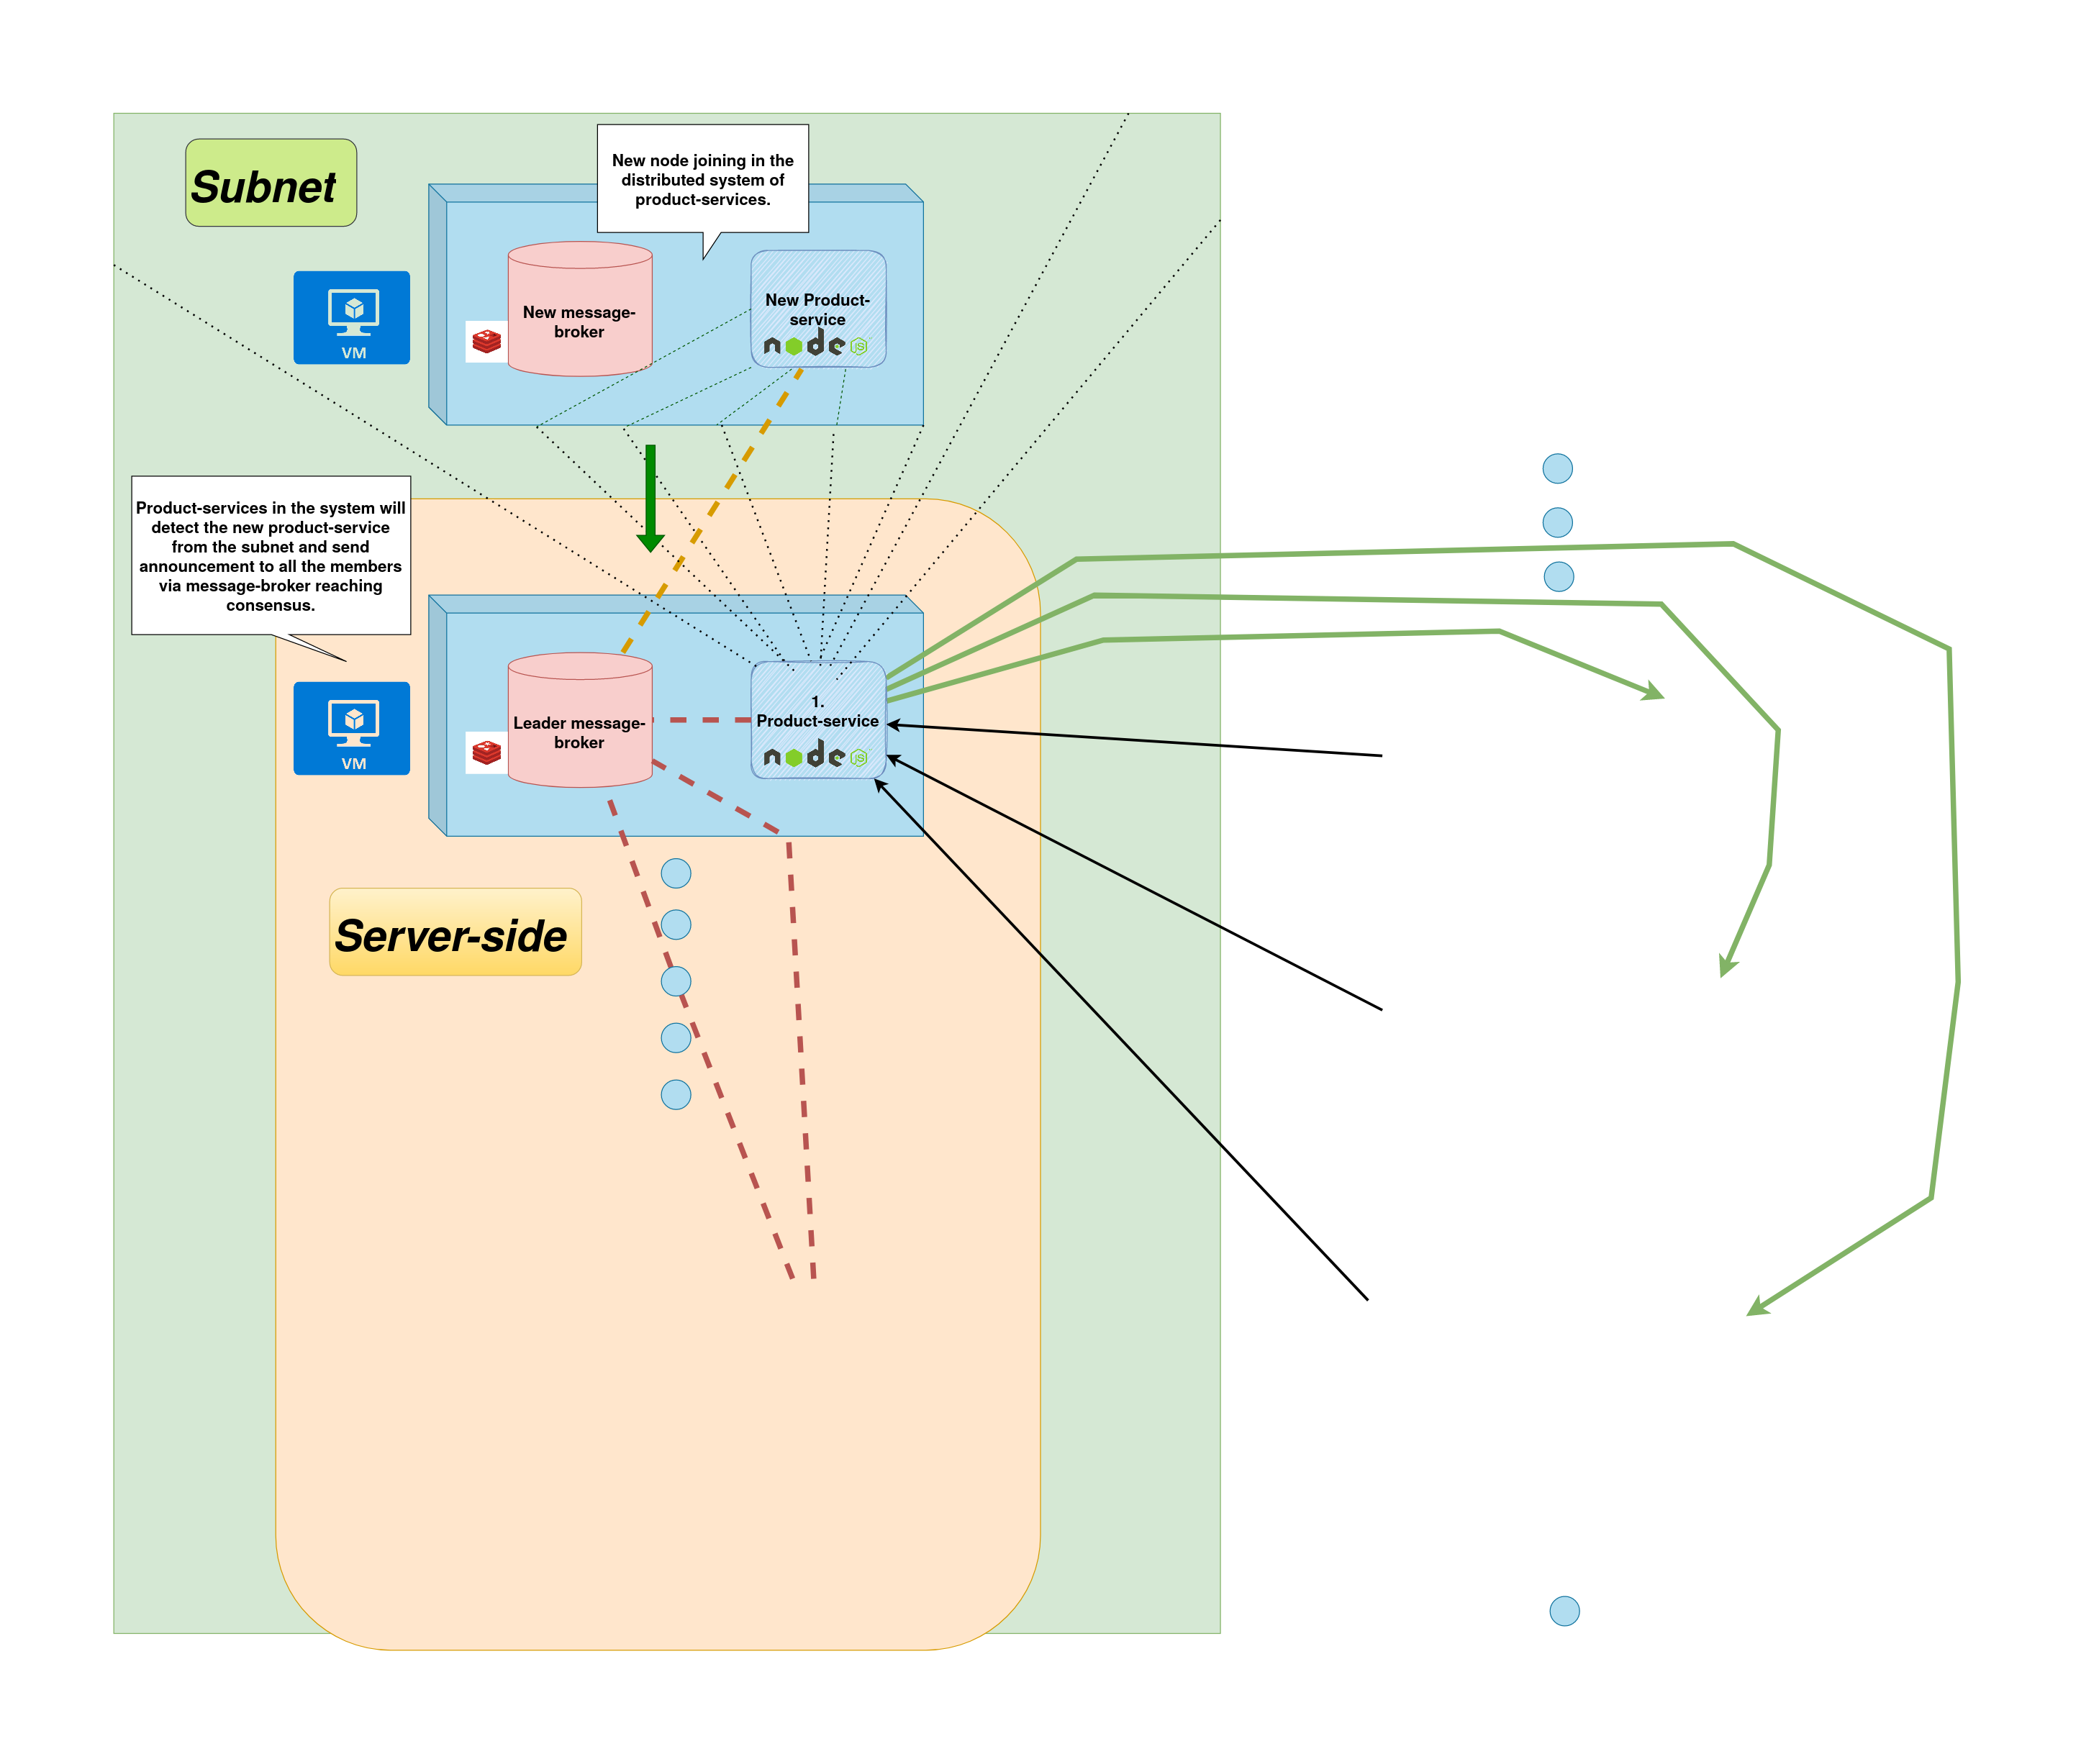 Subnet
New node joining in the
distributed system of
product-services.
New message-
broker
New Product-
service
node
JS
VM
Product-services in the system will
detect the new product-service
from the subnet and send
announcement to all the members
via message-broker reaching
consensus.
Leader message-
broker
1.
Product-service
node
JS
VM
Server-side